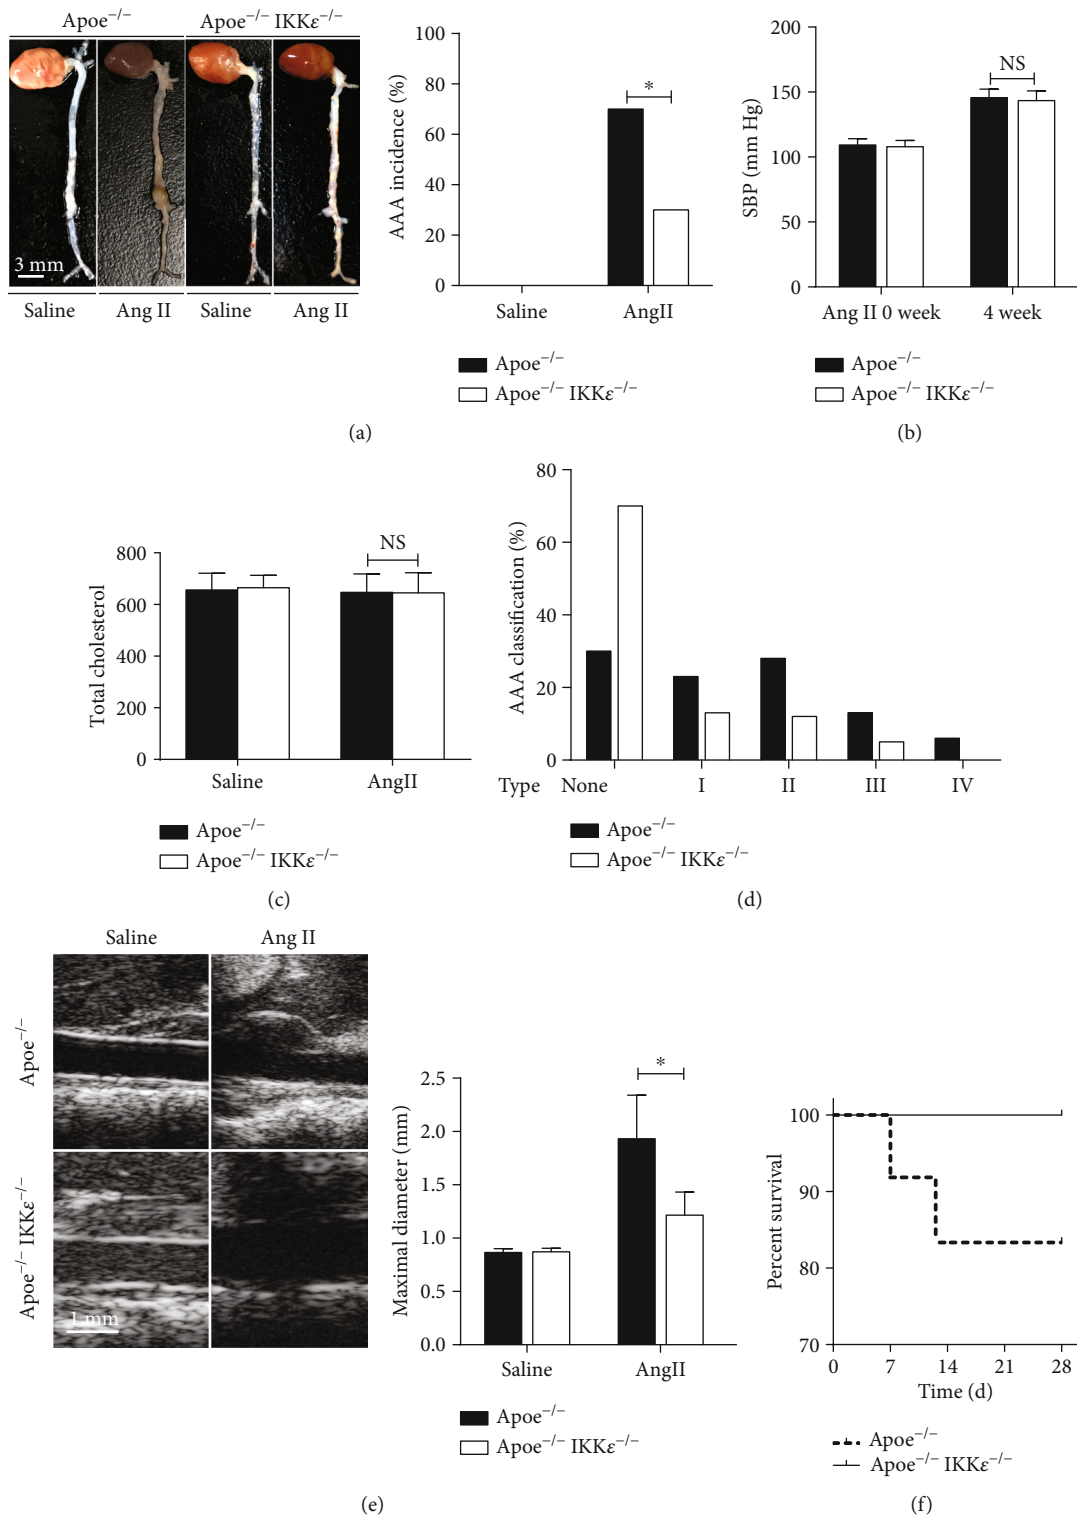 Apoe−/−
Apoe−/− IKKε−/−
3 mm
Saline
Ang II
Saline
Ang II
AAA incidence (%)
80
60
40
20
0
*
Saline
AngII
Apoe−/−
Apoe−/− IKKε−/−
(a)
SBP (mm Hg)
200
150
100
50
0
NS
Ang II 0 week
4 week
Apoe−/−
Apoe−/− IKKε−/−
(b)
Total cholesterol
800
600
400
200
0
NS
Saline
AngII
Apoe−/−
Apoe−/− IKKε−/−
(c)
AAA classification (%)
80
60
40
20
0
Type None I II III IV
Apoe−/−
Apoe−/− IKKε−/−
(d)
Saline
Ang II
Apoe−/−
Apoe−/− IKKε−/−
1 mm
Maximal diameter (mm)
2.5
2.0
1.5
1.0
0.5
0.0
*
Saline
AngII
Apoe−/−
Apoe−/− IKKε−/−
(e)
Percent survival
100
90
80
70
0 7 14 21 28
Time (d)
Apoe−/−
Apoe−/− IKKε−/−
(f)